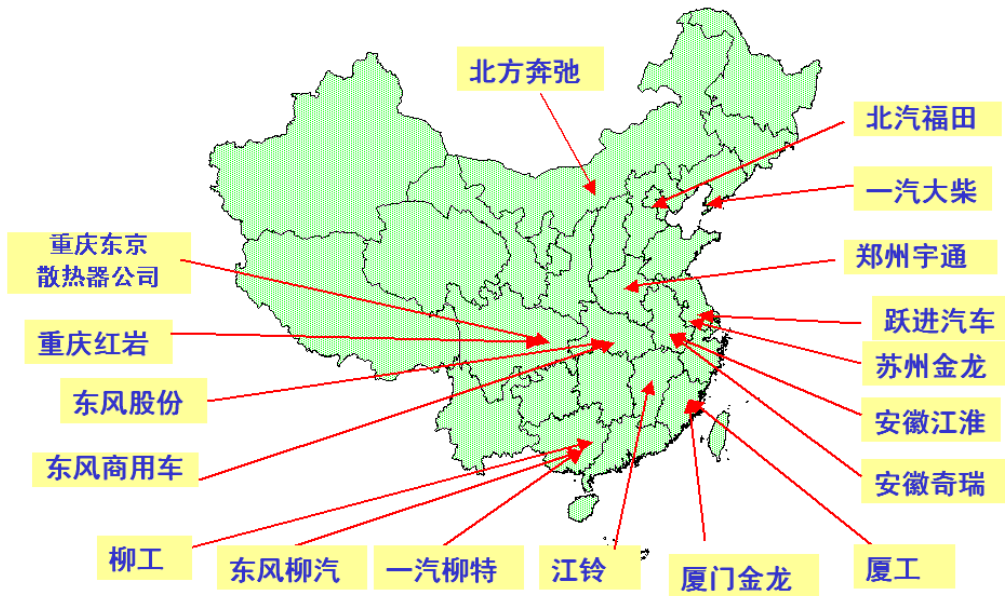 北方奔弛
北汽福田
一汽大柴
重庆东京
散热器公司
郑州宇通
跃进汽车
重庆红岩
苏州金龙
东风股份
安徽江淮
东风商用车
安徽奇瑞
柳工
东风柳汽
一汽柳特
江铃
厦门金龙
厦工